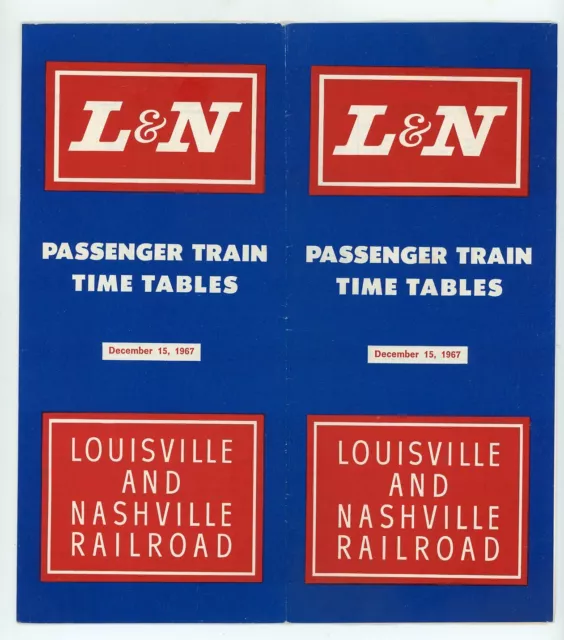 L&N
PASSENGER TRAIN
TIME TABLES
December 15, 1967
LOUISVILLE
AND
NASHVILLE
RAILROAD
L&N
PASSENGER TRAIN
TIME TABLES
December 15, 1967
LOUISVILLE
AND
NASHVILLE
RAILROAD